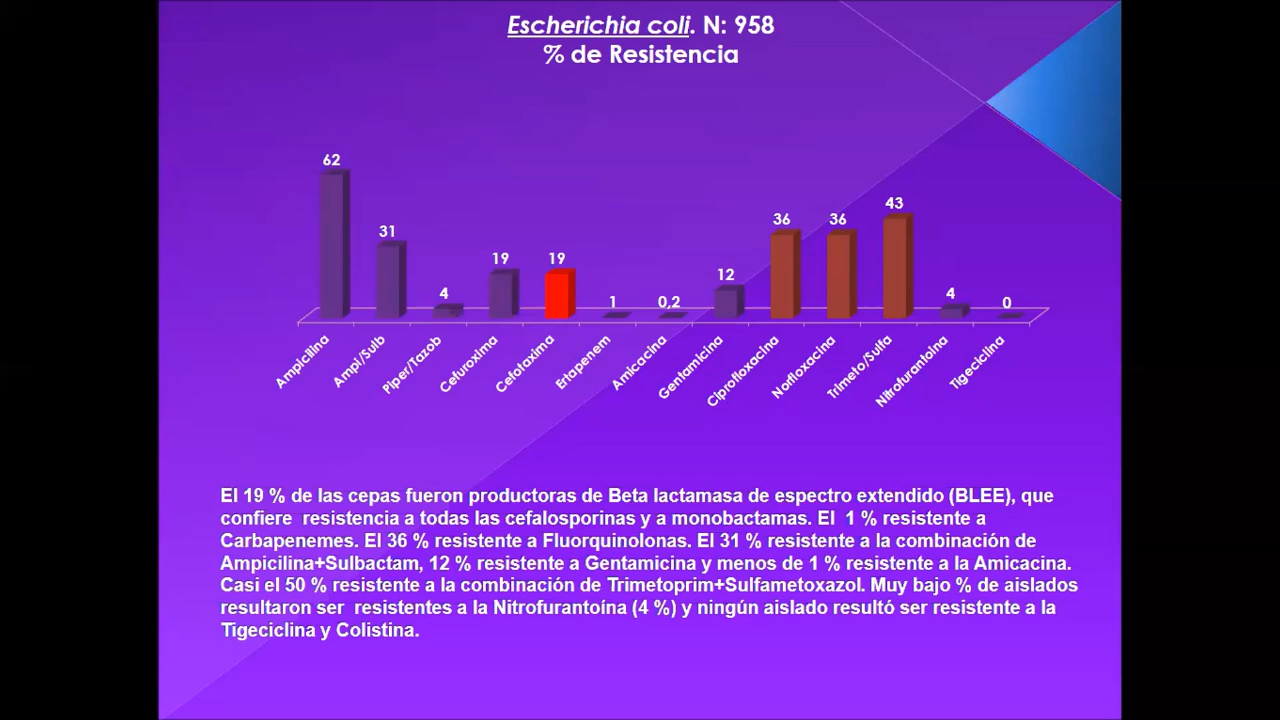 Escherichia coli. N: 958
% de Resistencia
62
31
4
19
19
1
0,2
12
36
36
43
4
0
Ampicilina
Ampi/Sulb
Piper/Tazob
Cefuroxima
Cefotaxima
Ertapenem
Amicacina
Gentamicina
Ciprofloxacina
Norfloxacina
Trimeto/Sulfa
Nitrofurantoina
Tigeciclina
El 19 % de las cepas fueron productoras de Beta lactamasa de espectro extendido (BLEE), que
confiere resistencia a todas las cefalosporinas y a monobactamas. El 1 % resistente a
Carbapenemes. El 36 % resistente a Fluorquinolonas. El 31 % resistente a la combinación de
Ampicilina+Sulbactam, 12 % resistente a Gentamicina y menos de 1 % resistente a la Amicacina.
Casi el 50 % resistente a la combinación de Trimetoprim+Sulfametoxazol. Muy bajo % de aislados
resultaron ser resistentes a la Nitrofurantoína (4 %) y ningún aislado resultó ser resistente a la
Tigeciclina y Colistina.